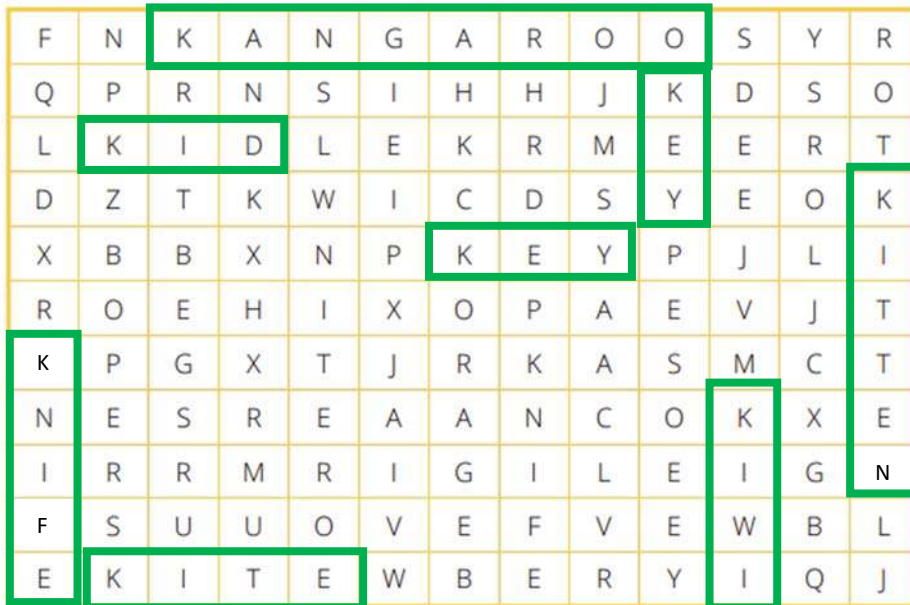 F N K A N G A R O O S Y R
Q P R N S I H H J K D S O
L K I D L E K R M E E R T
D Z T K W I C D S Y E O K
X B B X N P K E Y P J L I
R O E H I X O P A E V J T
K P G X T J R K A S M C T
N E S R E A A N C O K X E
I R R M R I G I L E I G N
F S U U O V E F V E W B L
E K I T E W B E R Y I Q J